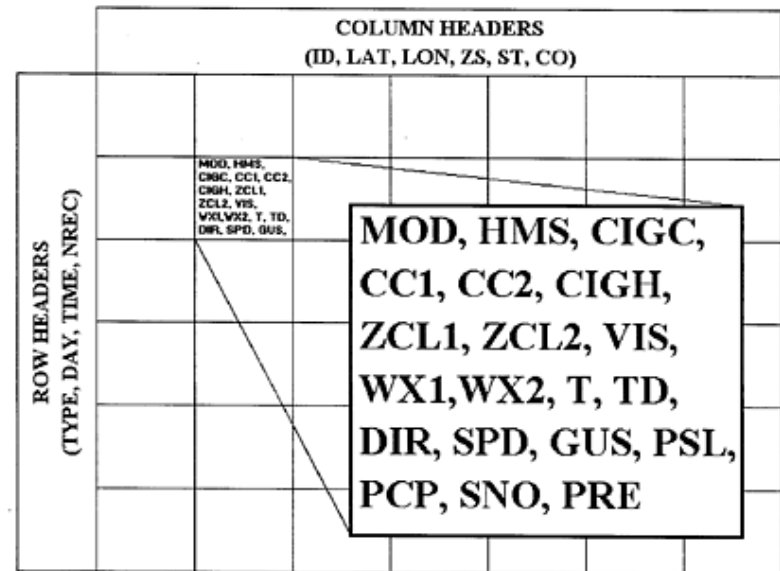 COLUMN HEADERS
(ID, LAT, LON, ZS, ST, CO)
ROW HEADERS
(TYPE, DAY, TIME, NREC)
MOD, HMS,
CIGC, CC1, CC2,
CIGH, ZCL1,
ZCL2, VIS,
WX1,WX2, T, TD,
DIR, SPD, GUS,
MOD, HMS, CIGC,
CC1, CC2, CIGH,
ZCL1, ZCL2, VIS,
WX1,WX2, T, TD,
DIR, SPD, GUS, PSL,
PCP, SNO, PRE